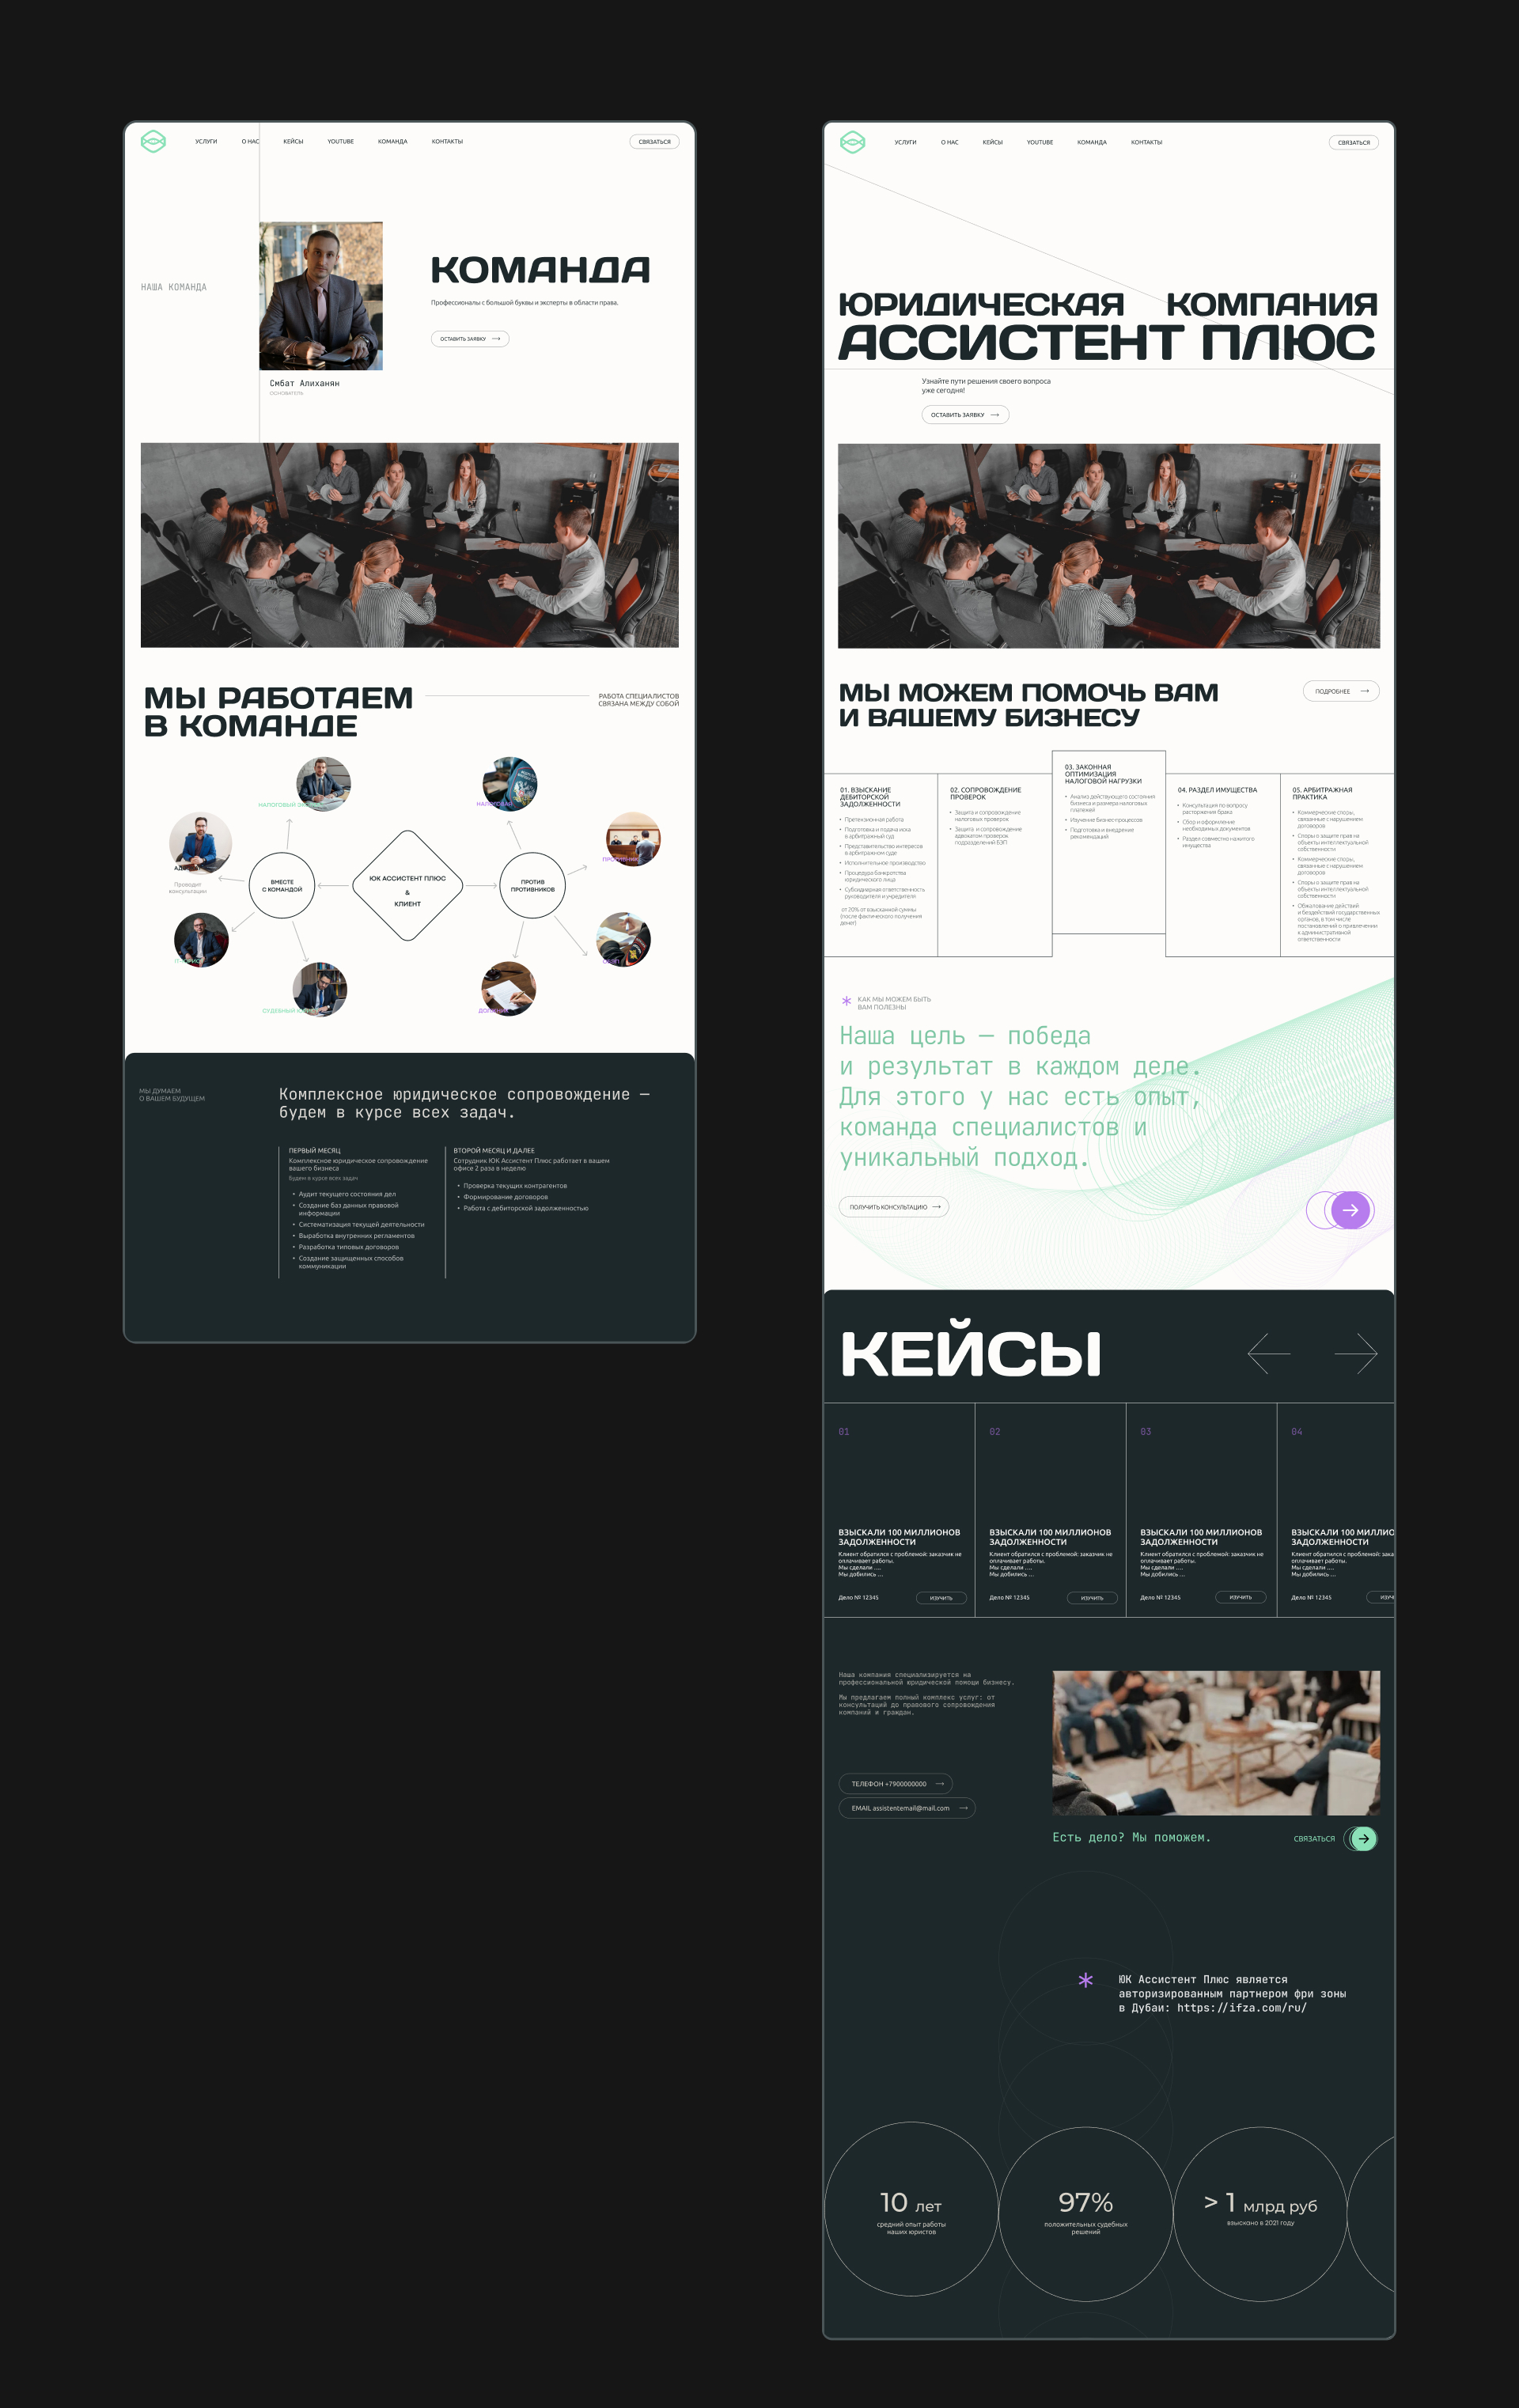 УСЛУГИ О НАС КЕЙСЫ YOUTUBE КОМАНДА КОНТАКТЫ СВЯЗАТЬСЯ
НАША КОМАНДА
КОМАНДА
Профессионалы с большой буквы и эксперты в области права.
ОСТАВИТЬ ЗАЯВКУ
Смбат Алиханян
ОСНОВАТЕЛЬ
МЫ РАБОТАЕМ
В КОМАНДЕ
РАБОТА СПЕЦИАЛИСТОВ
СВЯЗАНА МЕЖДУ СОБОЙ
НАЛОГОВЫЙ
Проводит
консультации
СУДЕБНЫЙ
ВМЕСТЕ
С КОМАНДОЙ
ЮК АССИСТЕНТ ПЛЮС
&
КЛИЕНТ
ПРОТИВ
ПРОТИВНИКОВ
МЫ ДУМАЕМ
О ВАШЕМ БУДУЩЕМ
Комплексное юридическое сопровождение —
будем в курсе всех задач.
ПЕРВЫЙ МЕСЯЦ
Комплексное юридическое сопровождение
вашего бизнеса
Будем в курсе всех задач
• Аудит текущего состояния дел
• Создание баз данных правовой
информации
• Систематизация текущей деятельности
• Выработка внутренних регламентов
• Разработка типовых договоров
• Создание защищенных способов
коммуникации
ВТОРОЙ МЕСЯЦ И ДАЛЕЕ
Сотрудник ЮК Ассистент Плюс работает в вашем
офисе 2 раза в неделю
• Проверка текущих контрагентов
• Формирование договоров
• Работа с дебиторской задолженностью
УСЛУГИ О НАС КЕЙСЫ YOUTUBE КОМАНДА КОНТАКТЫ СВЯЗАТЬСЯ
ЮРИДИЧЕСКАЯ КОМПАНИЯ
АССИСТЕНТ ПЛЮС
Узнайте пути решения своего вопроса
уже сегодня!
ОСТАВИТЬ ЗАЯВКУ
МЫ МОЖЕМ ПОМОЧЬ ВАМ
И ВАШЕМУ БИЗНЕСУ
ПОДРОБНЕЕ
01. ВЗЫСКАНИЕ
ДЕБИТОРСКОЙ
ЗАДОЛЖЕННОСТИ
• Претензионная работа
• Подготовка и подача иска
в арбитражный суд
• Представительство интересов
в арбитражном суде
• Исполнительное производство
• Процедура банкротства
юридического лица
• Субсидиарная ответственность
руководителя и учредителя
от 20% от взысканной суммы
(после фактического получения
денег)
02. СОПРОВОЖДЕНИЕ
ПРОВЕРОК
• Защита и сопровождение
налоговых проверок
• Защита и сопровождение
адвокатом проверок
подразделений БЭП
03. ЗАКОННАЯ
ОПТИМИЗАЦИЯ
НАЛОГОВОЙ НАГРУЗКИ
• Анализ действующего состояния
бизнеса и размера налоговых
платежей
• Изучение бизнес процессов
• Подготовка и внедрение
рекомендаций
04. РАЗДЕЛ ИМУЩЕСТВА
• Консультация по вопросу
расторжения брака
• Сбор и оформление
необходимых документов
• Раздел совместно нажитого
имущества
05. АРБИТРАЖНАЯ
ПРАКТИКА
• Коммерческие споры,
связанные с нарушением
договоров
• Споры о защите прав на
объекты интеллектуальной
собственности
• Коммерческие споры,
связанные с нарушением
договоров
• Споры о защите прав на
объекты интеллектуальной
собственности
• Обжалование действий
и бездействий государственных
органов, в том числе
постановлений о привлечении
к административной
ответственности
КАК МЫ МОЖЕМ БЫТЬ
ВАМ ПОЛЕЗНЫ
Наша цель — победа
и результат в каждом деле.
Для этого у нас есть опыт,
команда специалистов и
уникальный подход.
ПОЛУЧИТЬ КОНСУЛЬТАЦИЮ
КЕЙСЫ
01
ВЗЫСКАЛИ 100 МИЛЛИОНОВ
ЗАДОЛЖЕННОСТИ
Клиент обратился с проблемой: заказчик не
оплачивает работы.
Мы сделали ....
Мы добились ...
Дело № 12345 ИЗУЧИТЬ
02
ВЗЫСКАЛИ 100 МИЛЛИОНОВ
ЗАДОЛЖЕННОСТИ
Клиент обратился с проблемой: заказчик не
оплачивает работы.
Мы сделали ....
Мы добились ...
Дело № 12345 ИЗУЧИТЬ
03
ВЗЫСКАЛИ 100 МИЛЛИОНОВ
ЗАДОЛЖЕННОСТИ
Клиент обратился с проблемой: заказчик не
оплачивает работы.
Мы сделали ....
Мы добились ...
Дело № 12345 ИЗУЧИТЬ
04
ВЗЫСКАЛИ 100 МИЛЛИО
ЗАДОЛЖЕННОСТИ
Клиент обратился с проблемой: зака
оплачивает работы.
Мы сделали ....
Мы добились ...
Дело № 12345 ИЗУЧ
Наша компания специализируется на
профессиональной юридической помощи бизнесу.
Мы предлагаем полный комплекс услуг: от
консультаций до правового сопровождения
компаний и граждан.
ТЕЛЕФОН +7900000000
EMAIL assistentemail@mail.com
Есть дело? Мы поможем.
СВЯЗАТЬСЯ
ЮК Ассистент Плюс является
авторизированным партнером фри зоны
в Дубаи: https://ifza.com/ru/
10 лет
средний опыт работы
наших юристов
97%
положительных судебных
решений
> 1 млрд руб
взыскано в 2021 году